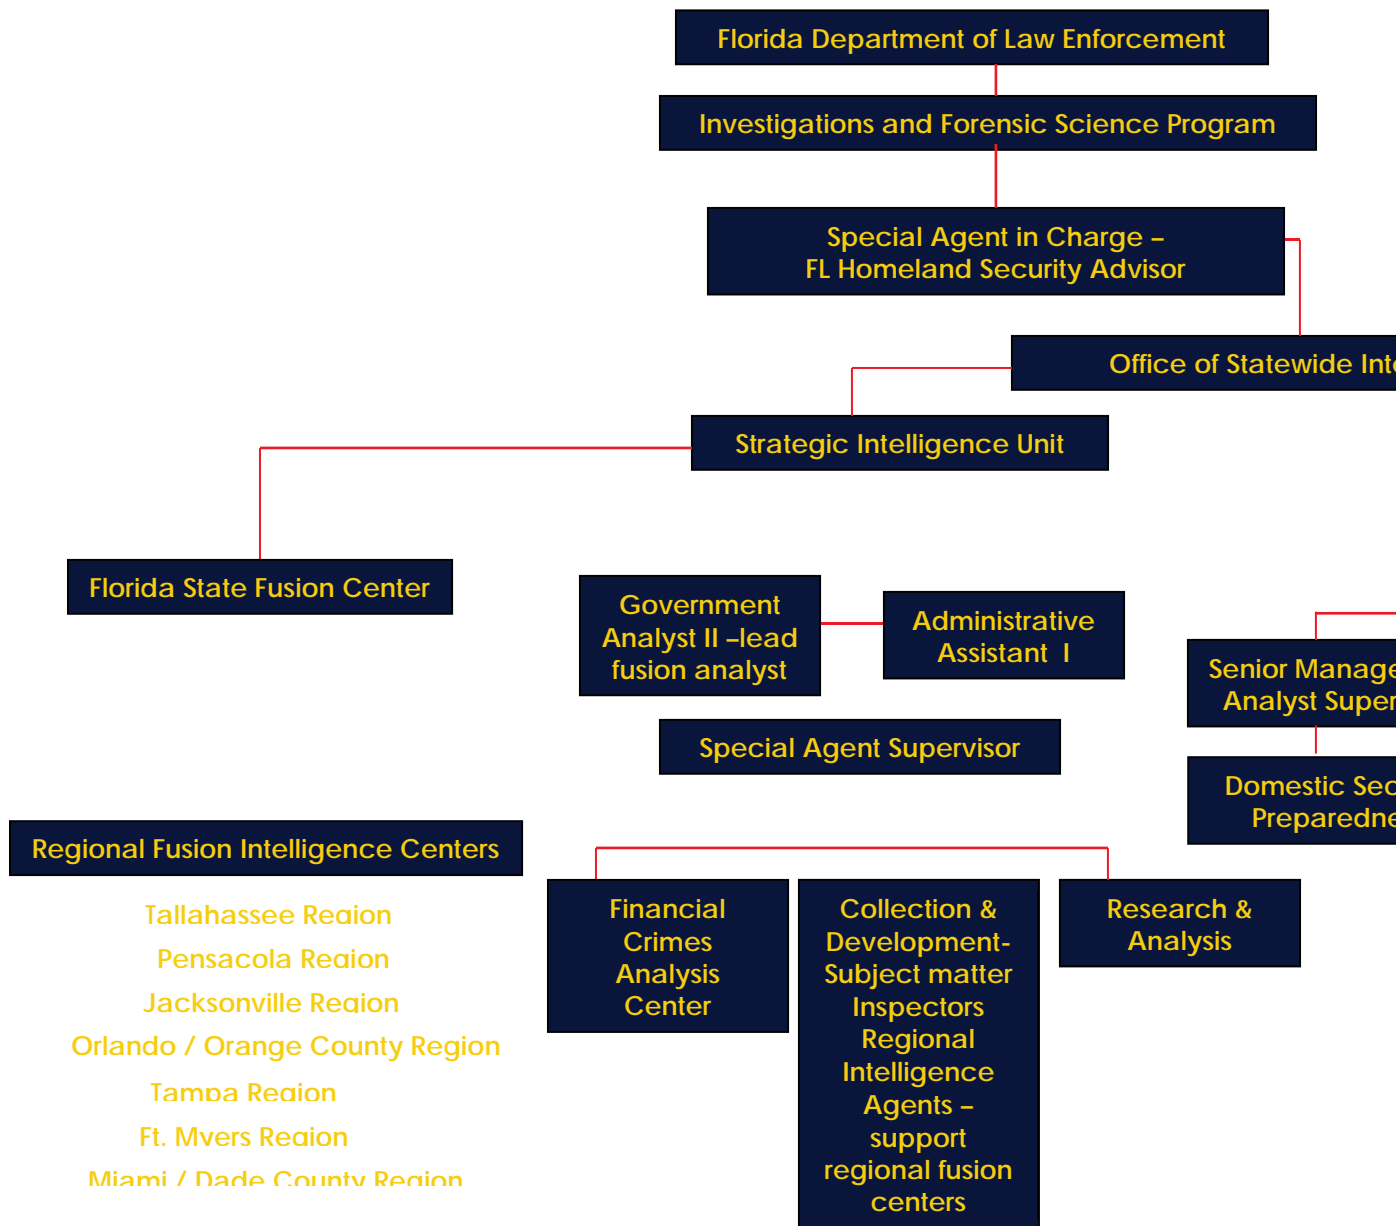 Florida Department of Law Enforcement
Investigations and Forensic Science Program
Special Agent in Charge –
FL Homeland Security Advisor
Office of Statewide Inte
Strategic Intelligence Unit
Florida State Fusion Center
Government
Analyst II –lead
fusion analyst
Administrative
Assistant I
Senior Manage
Analyst Super
Special Agent Supervisor
Domestic Sec
Preparedne
Regional Fusion Intelligence Centers
Tallahassee Region
Pensacola Region
Jacksonville Region
Orlando / Orange County Region
Tampa Region
Ft. Myers Region
Miami / Dade County Region
Financial
Crimes
Analysis
Center
Collection &
Development-
Subject matter
Inspectors
Regional
Intelligence
Agents –
support
regional fusion
centers
Research &
Analysis